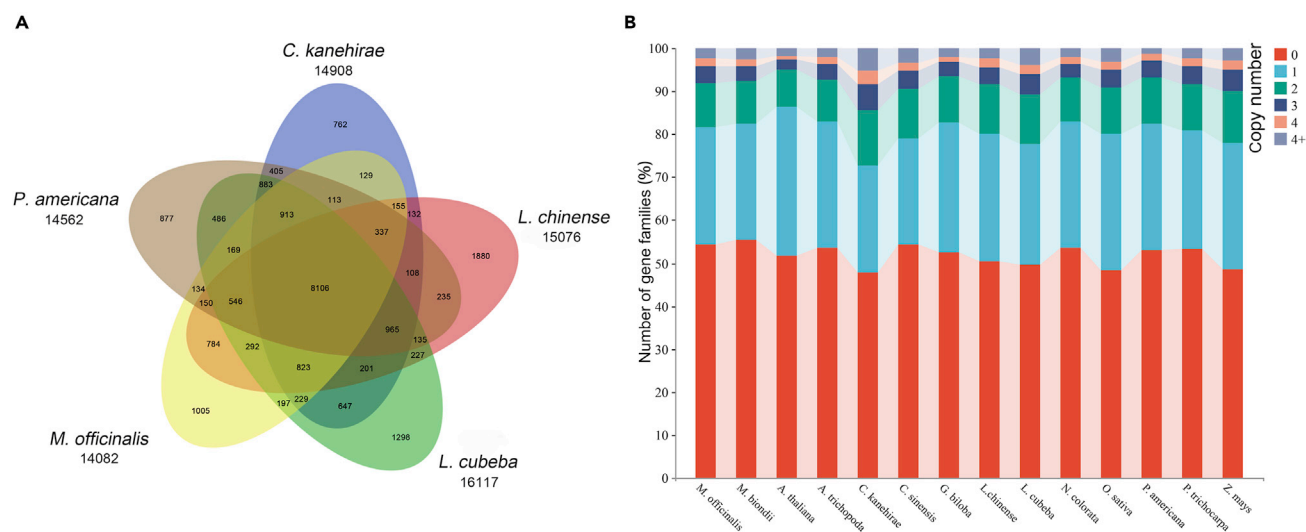 A
C. kanehirae
14908
762
P. americana
14562
405
883
129
113
155
132
L. chinense
15076
877
486
913
337
1880
169
108
235
134
150
546
8106
965
135
227
784
292
823
201
197
229
647
1005
1298
M. officinalis
14082
L. cubeba
16117
B
Number of gene families (%)
100
90
80
70
60
50
40
30
20
10
0
M. officinalis
M. biondii
A. thaliana
A. trichopoda
C. kanehirae
C. sinensis
G. biloba
L.chinense
L. cubeba
N. colorata
O. sativa
P. americana
P. trichocarpa
Z. mays
Copy number
0
1
2
3
4
4+